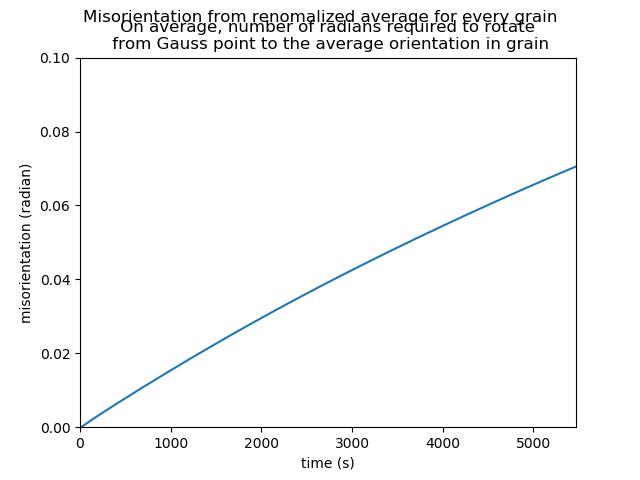 Misorientation from renomalized average for every grain
On average, number of radians required to rotate
from Gauss point to the average orientation in grain
0.10
0.08
0.06
0.04
0.02
0.00
misorientation (radian)
0 1000 2000 3000 4000 5000
time (s)